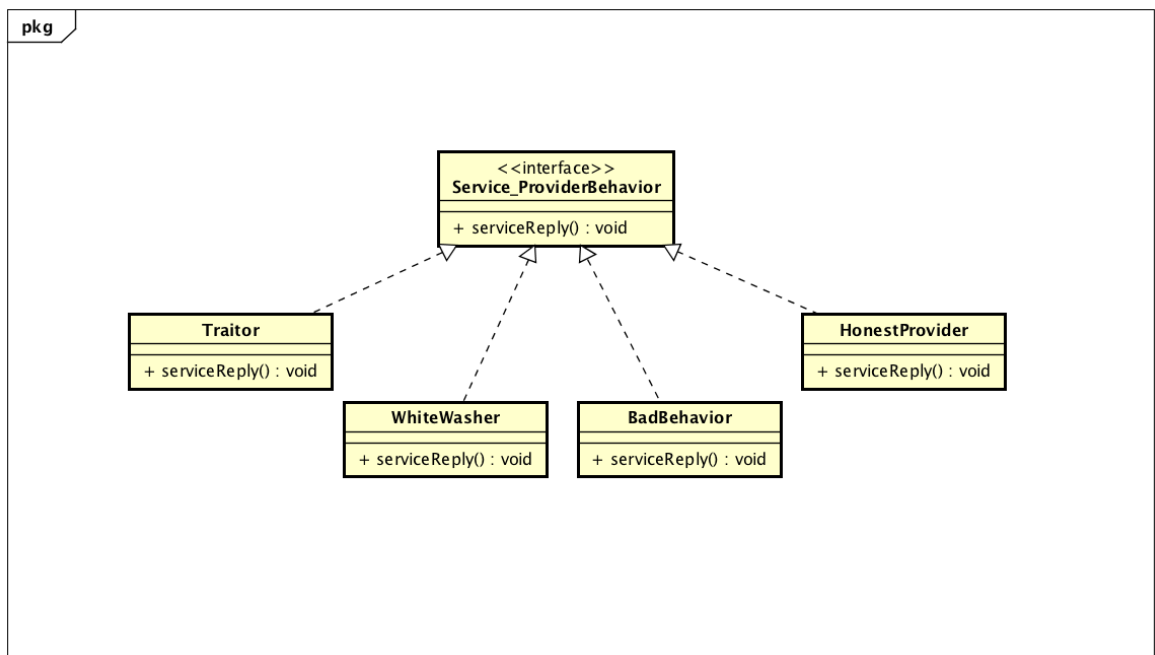 pkg
<<interface>>
Service_ProviderBehavior
+ serviceReply() : void
Traitor
+ serviceReply() : void
HonestProvider
+ serviceReply() : void
WhiteWasher
+ serviceReply() : void
BadBehavior
+ serviceReply() : void